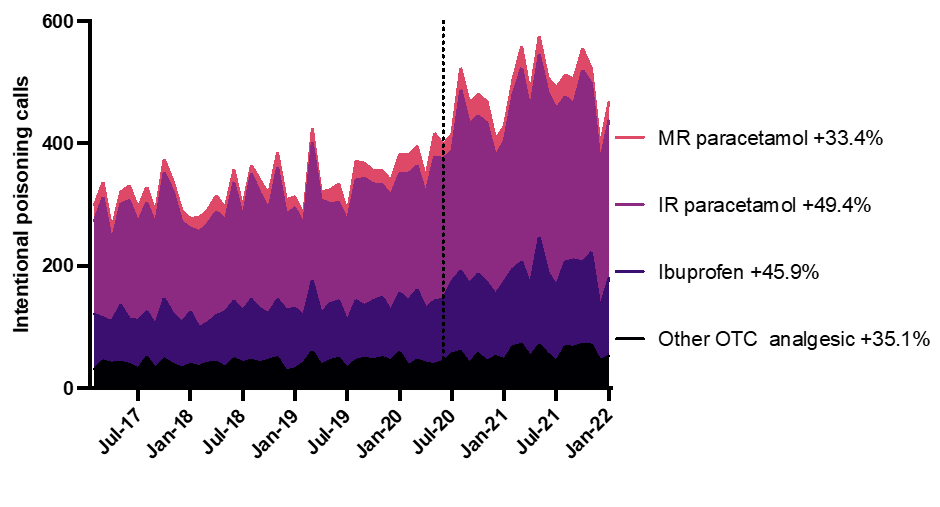 Intentional poisoning calls
600
400
200
0
Jul-17
Jan-18
Jul-18
Jan-19
Jul-19
Jan-20
Jul-20
Jan-21
Jul-21
Jan-22
MR paracetamol +33.4%
IR paracetamol +49.4%
Ibuprofen +45.9%
Other OTC  analgesic +35.1%